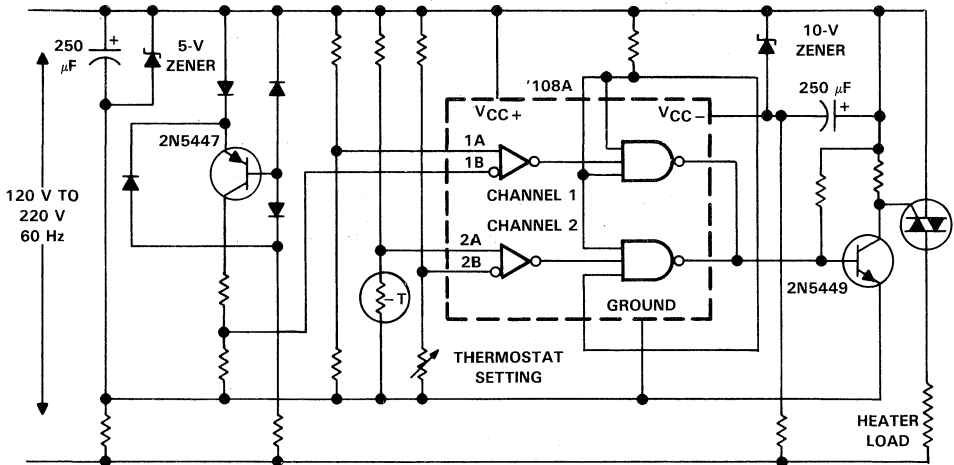 250
μF
+
5-V
ZENER
2N5447
120 V TO
220 V
60 Hz
'108A
VCC+
VCC-
1A
1B
CHANNEL 1
CHANNEL 2
2A
2B
GROUND
-T
THERMOSTAT
SETTING
10-V
ZENER
250 μF
+
2N5449
HEATER
LOAD